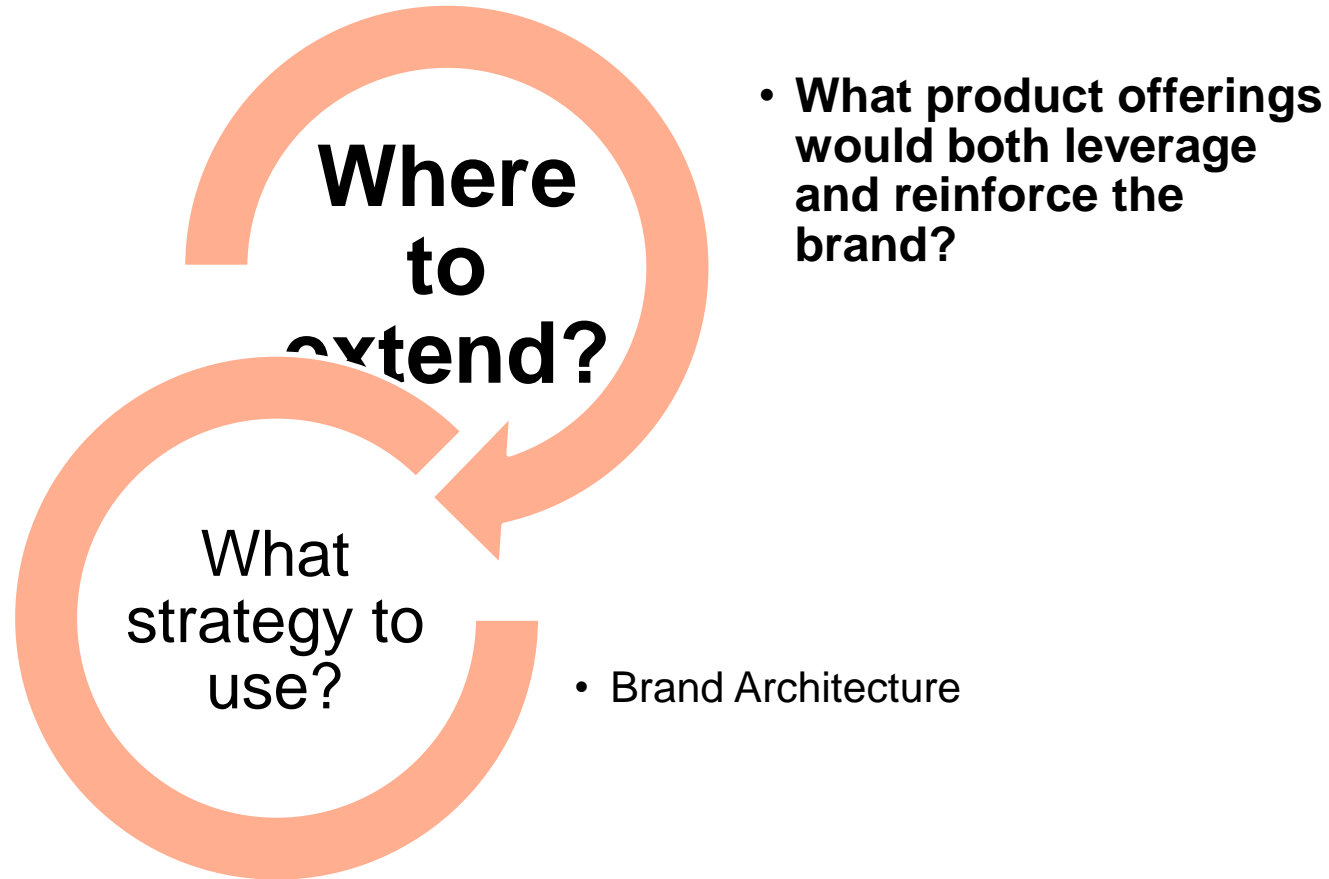 Where
to
extend?
• What product offerings
would both leverage
and reinforce the
brand?
What
strategy to
use?
• Brand Architecture